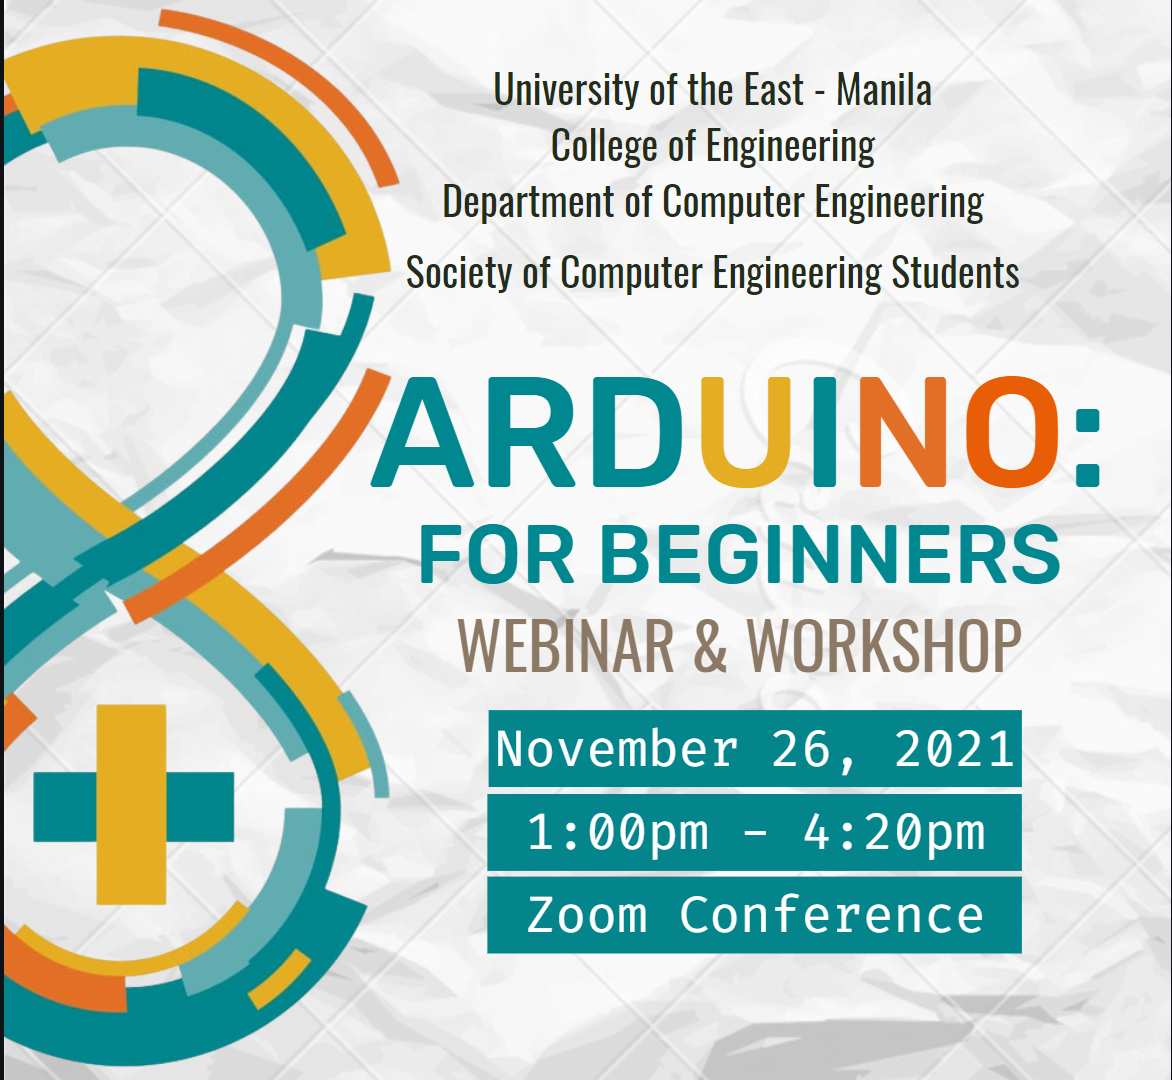 University of the East - Manila
College of Engineering
Department of Computer Engineering
Society of Computer Engineering Students
ARDUINO:
FOR BEGINNERS
WEBINAR & WORKSHOP
November 26, 2021
1:00pm - 4:20pm
Zoom Conference